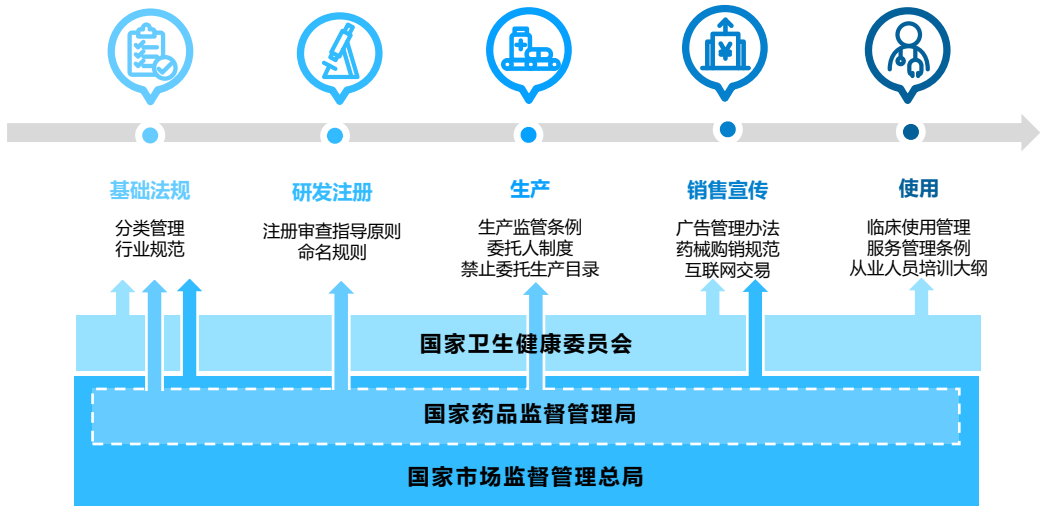 ¥
基础法规
分类管理
行业规范
研发注册
注册审查指导原则
命名规则
生产
生产监管条例
委托人制度
禁止委托生产目录
销售宣传
广告管理办法
药械购销规范
互联网交易
使用
临床使用管理
服务管理条例
从业人员培训大纲
国家卫生健康委员会
国家药品监督管理局
国家市场监督管理总局